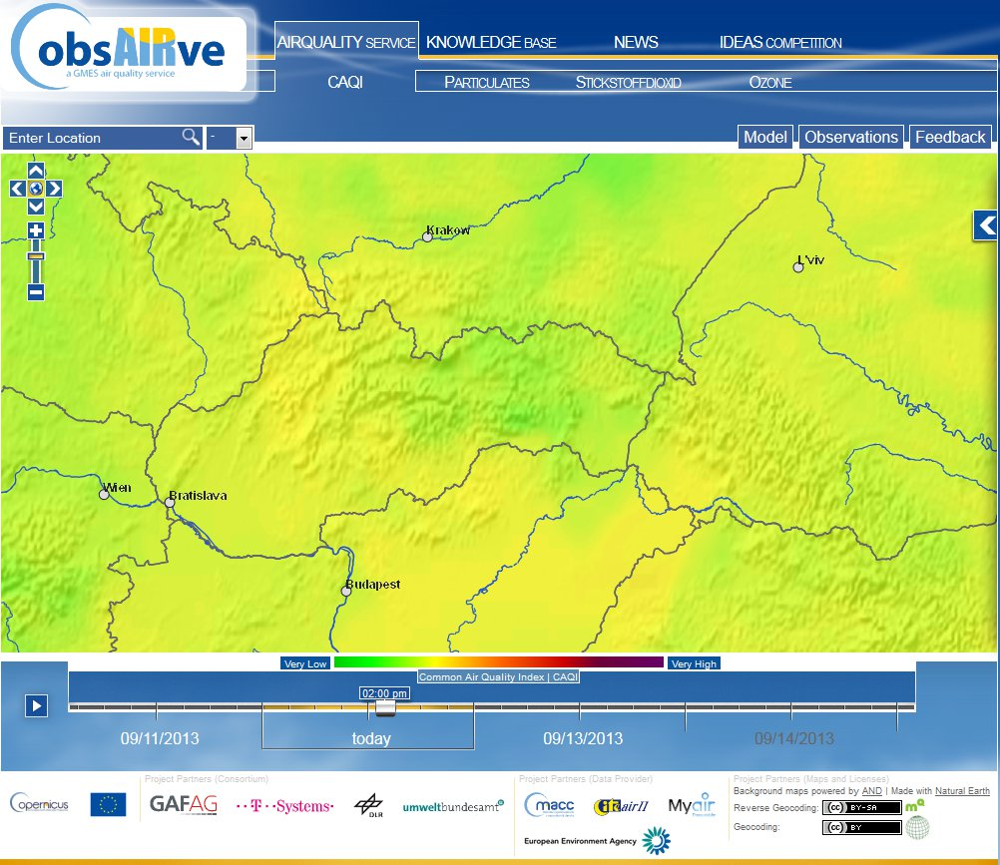 obsAIRve
a GMES air quality service
AIRQUALITY SERVICE KNOWLEDGE BASE NEWS IDEAS COMPETITION
CAQI PARTICULATES STICKSTOFFDIOXID OZONE
Enter Location - Model Observations Feedback
Krakow
L'viv
Wien
Bratislava
Budapest
Very Low Very High
Common Air Quality Index | CAQI
02:00 pm
09/11/2013 today 09/13/2013 09/14/2013
Project Partners (Consortium) Project Partners (Data Provider) Project Partners (Maps and Licenses)
Background maps powered by AND | Made with Natural Earth
opernicus GAFAG ··T··Systems· DLR umweltbundesamt macc airII Myair
Reverse Geocoding: (cc) BY-SA
Geocoding: (cc) BY
European Environment Agency